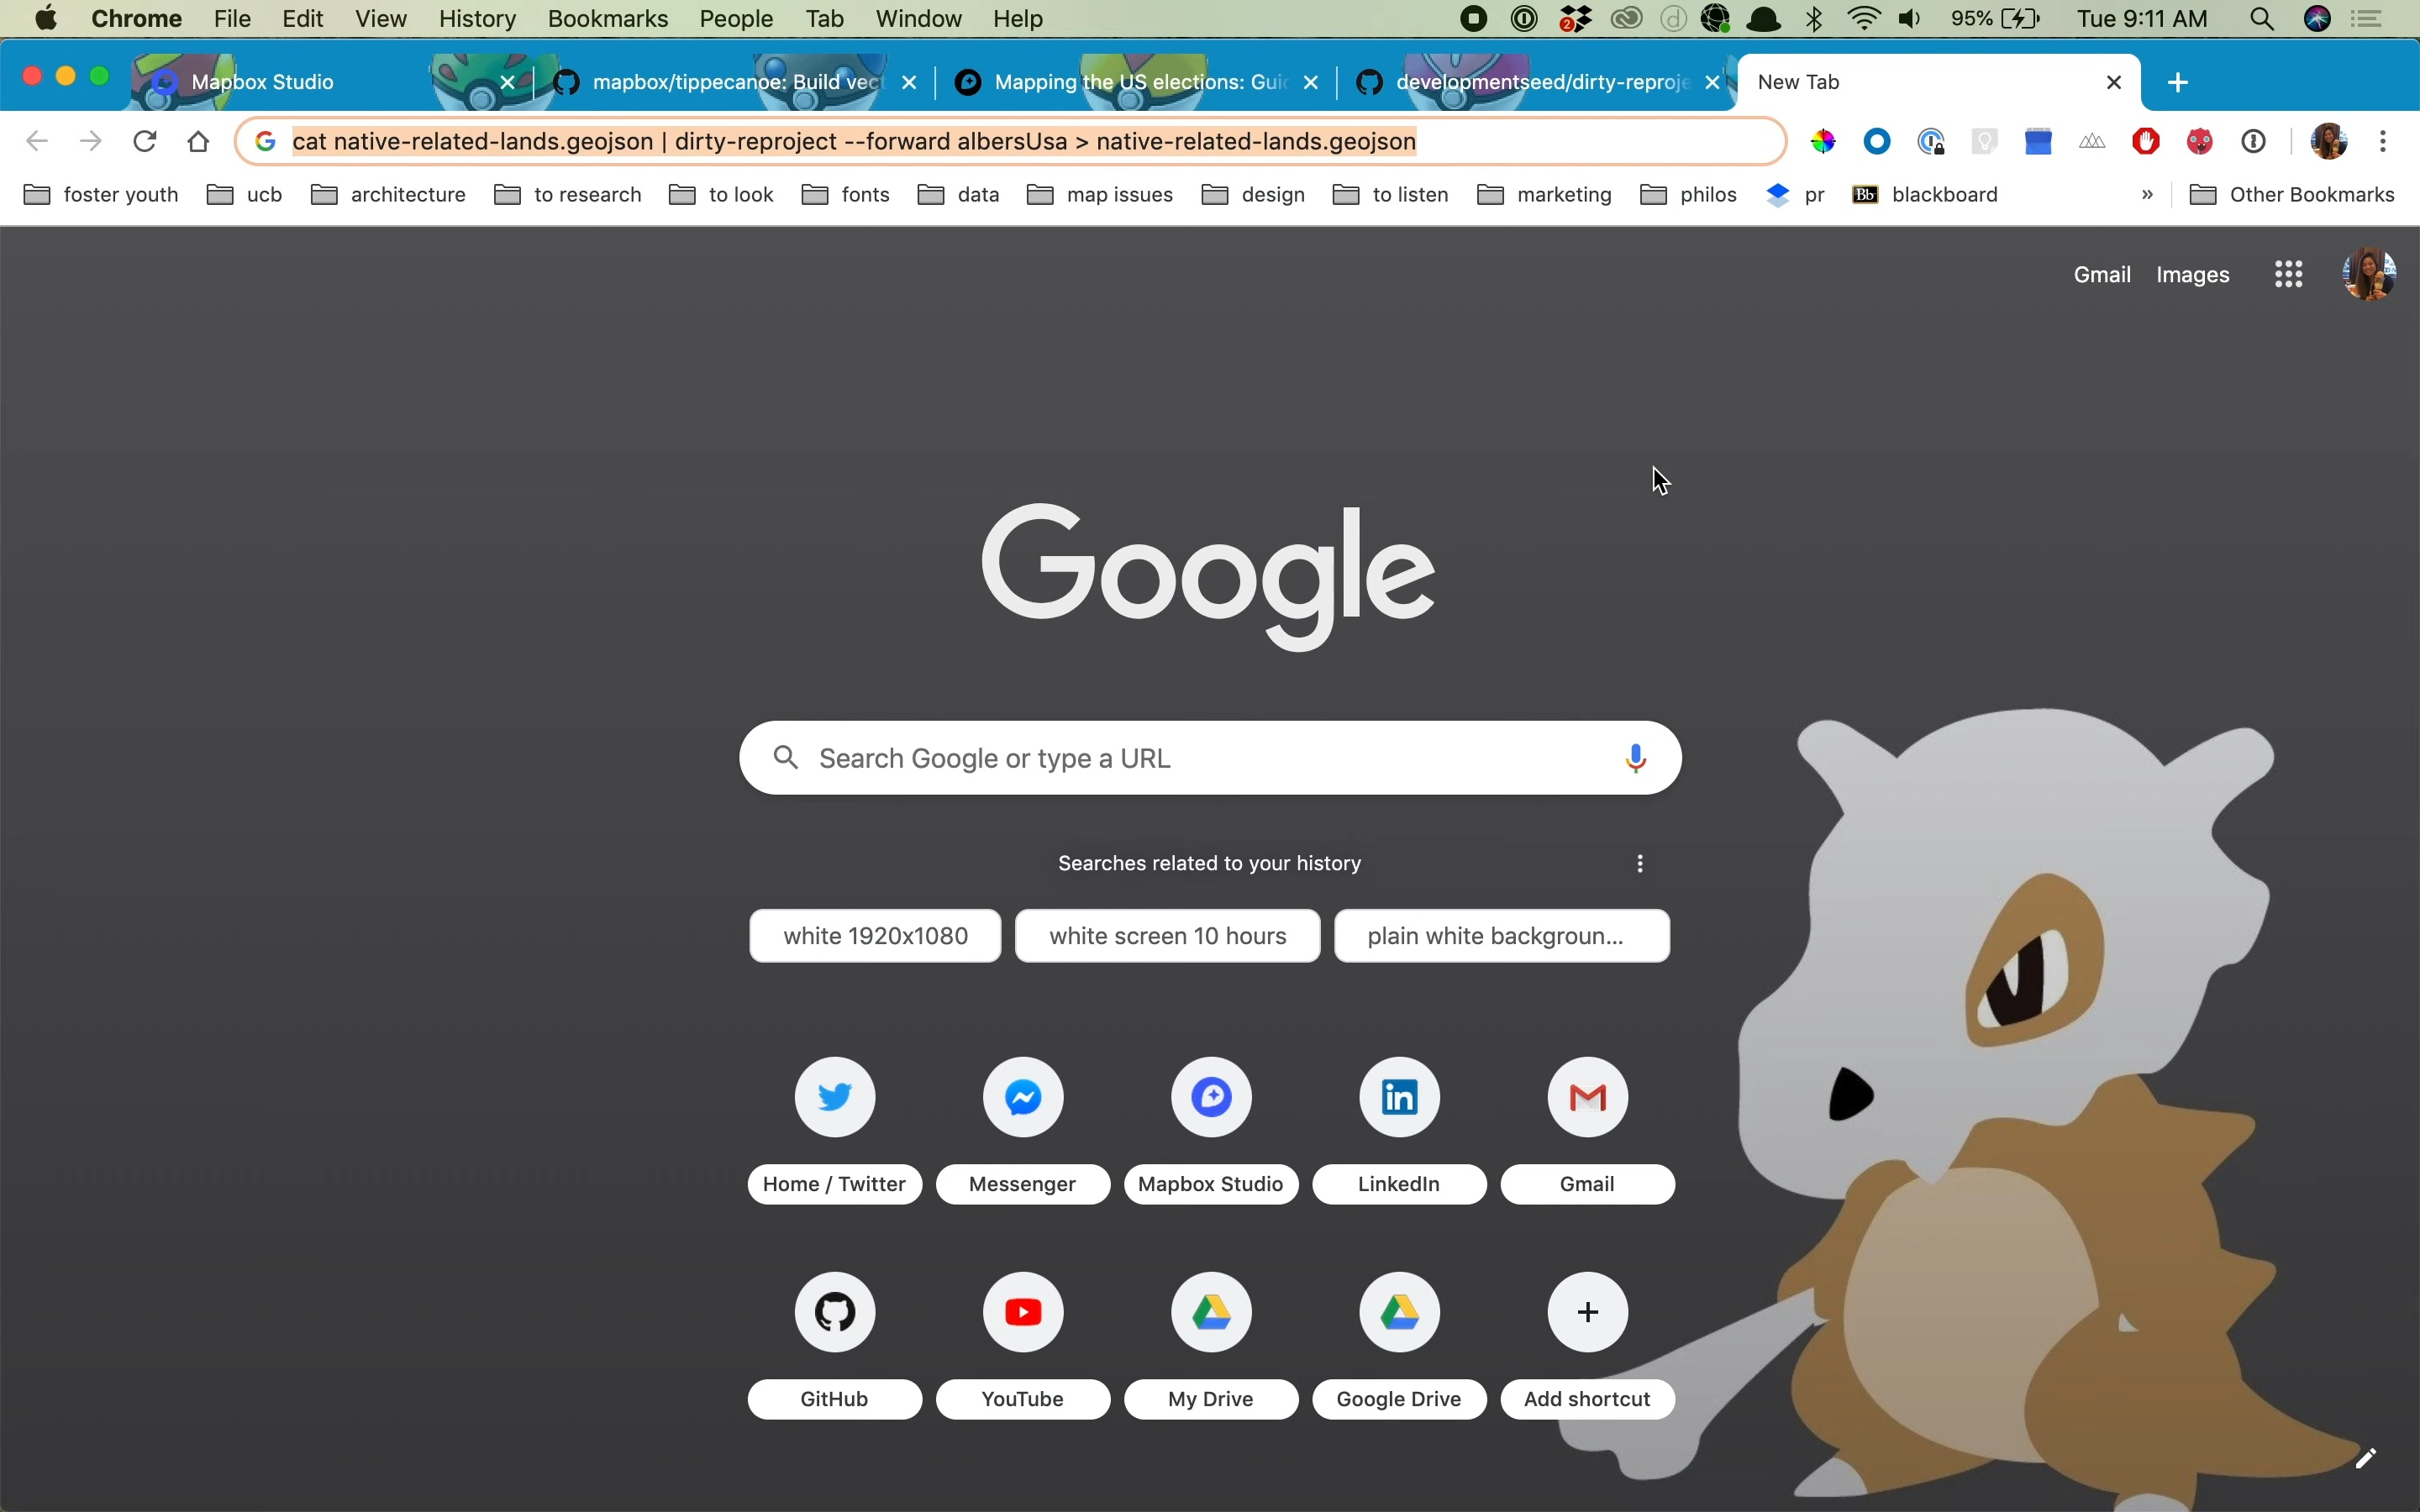 Chrome File Edit View History Bookmarks People Tab Window Help 2 95% Tue 9:11 AM
Mapbox Studio mapbox/tippecanoe: Build vect Mapping the US elections: Guid developmentseed/dirty-reproje New Tab
cat native-related-lands.geojson | dirty-reproject --forward albersUsa > native-related-lands.geojson
foster youth ucb architecture to research to look fonts data map issues design to listen marketing philos pr Bb blackboard » Other Bookmarks
Gmail Images
Google
Search Google or type a URL
Searches related to your history
white 1920x1080 white screen 10 hours plain white backgroun...
Home / Twitter Messenger Mapbox Studio LinkedIn Gmail
GitHub YouTube My Drive Google Drive Add shortcut